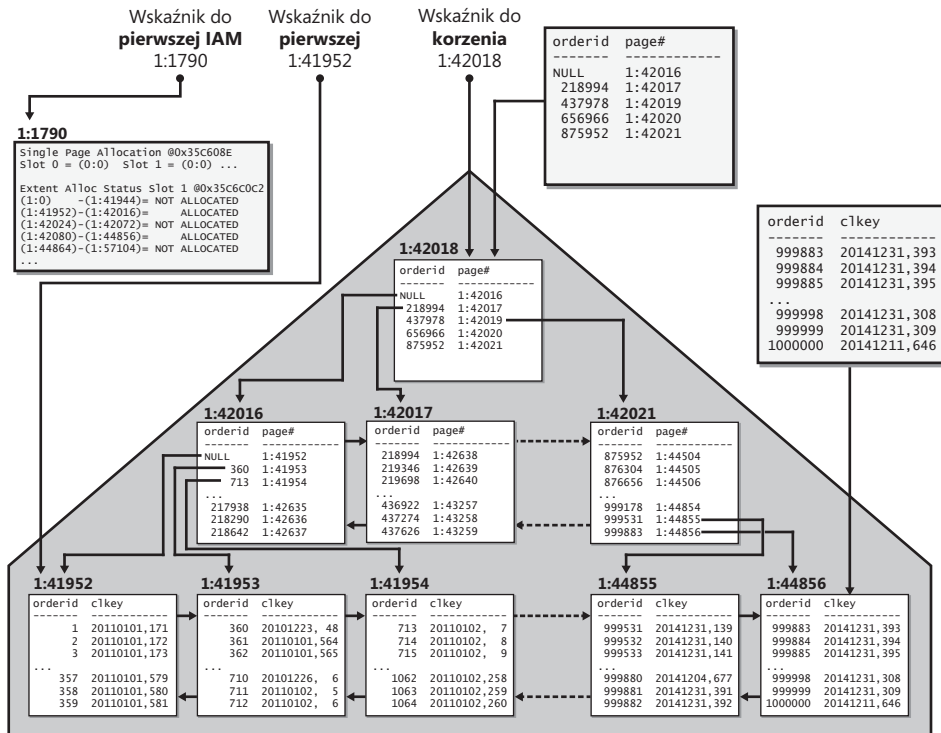 Wskaźnik do
pierwszej IAM
1:1790
Wskaźnik do
pierwszej
1:41952
Wskaźnik do
korzenia
1:42018
orderid page#
------- -------------
NULL 1:42016
218994 1:42017
437978 1:42019
656966 1:42020
875952 1:42021
1:1790
Single Page Allocation @0x35C608E
Slot 0 = (0:0) Slot 1 = (0:0) ...
Extent Alloc Status Slot 1 @0x35C6C0C2
(1:0) -(1:41944)= NOT ALLOCATED
(1:41952)-(1:42016)= ALLOCATED
(1:42024)-(1:42072)= NOT ALLOCATED
(1:42080)-(1:44856)= ALLOCATED
(1:44864)-(1:57104)= NOT ALLOCATED
...
orderid clkey
-------- ------------
999883 20141231,393
999884 20141231,394
999885 20141231,395
...
999998 20141231,308
999999 20141231,309
1000000 20141211,646
1:42018
orderid page#
------- -------------
NULL 1:42016
218994 1:42017
437978 1:42019
656966 1:42020
875952 1:42021
1:42016
orderid page#
------- -------------
NULL 1:41952
360 1:41953
713 1:41954
...
217938 1:42635
218290 1:42636
218642 1:42637
1:42017
orderid page#
------- -------------
218994 1:42638
219346 1:42639
219698 1:42640
...
436922 1:43257
437274 1:43258
437626 1:43259
1:42021
orderid page#
------- -------------
875952 1:44504
876304 1:44505
876656 1:44506
...
999178 1:44854
999531 1:44855
999883 1:44856
1:41952
orderid clkey
------- ------------
1 20110101,171
2 20110101,172
3 20110101,173
...
357 20110101,579
358 20110101,580
359 20110101,581
1:41953
orderid clkey
------- ------------
360 20101223, 48
361 20110101,564
362 20110101,565
...
710 20101226, 6
711 20110102, 5
712 20110102, 6
1:41954
orderid clkey
------- ------------
713 20110102, 7
714 20110102, 8
715 20110102, 9
...
1062 20110102,258
1063 20110102,259
1064 20110102,260
1:44855
orderid clkey
------- ------------
999531 20141231,139
999532 20141231,140
999533 20141231,141
...
999880 20141204,677
999881 20141231,391
999882 20141231,392
1:44856
orderid clkey
------- ------------
999883 20141231,393
999884 20141231,394
999885 20141231,395
...
999998 20141231,308
999999 20141231,309
1000000 20141211,646